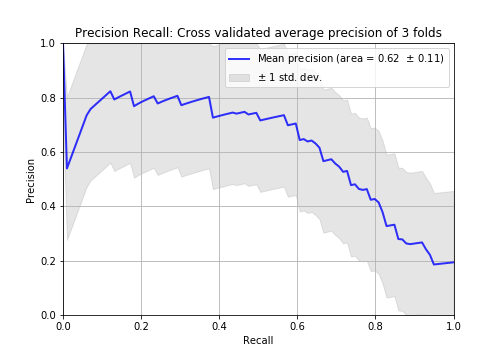 Precision Recall: Cross validated average precision of 3 folds
1.0
0.8
0.6
0.4
0.2
0.0
Precision
Mean precision (area = 0.62 ± 0.11)
± 1 std. dev.
0.0 0.2 0.4 0.6 0.8 1.0
Recall